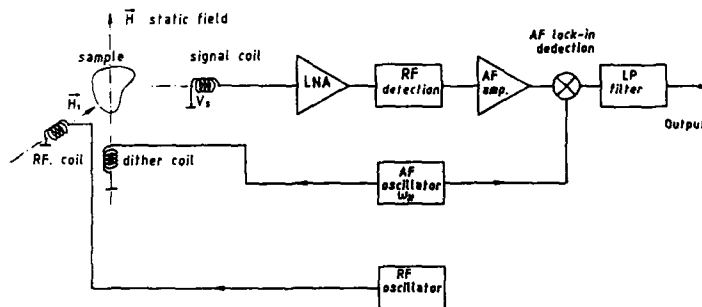 H static field
sample
signal coil
AF lock-in
dedection
LNA
RF
detection
AF
amp.
LP
filter
Vs
H₁
Output
RF. coil
dither coil
AF
oscillator
RF
oscillator